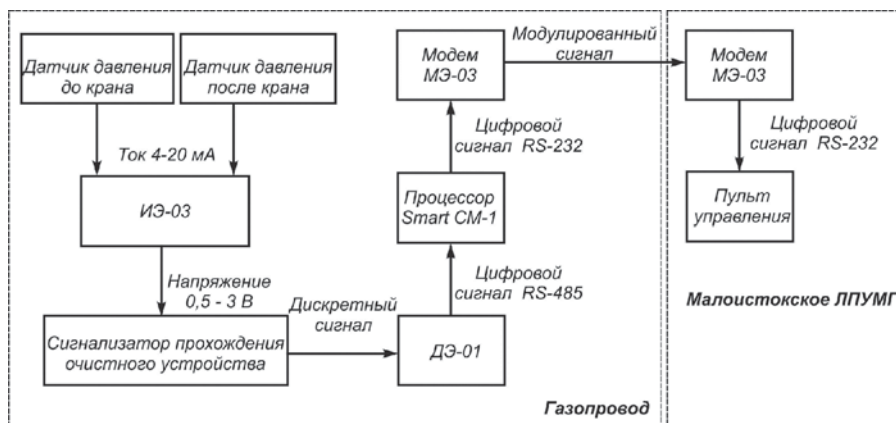 Датчик давления
до крана
Датчик давления
после крана
Ток 4-20 мА
ИЭ-03
Напряжение
0,5 - 3 В
Сигнализатор прохождения
очистного устройства
Дискретный
сигнал
ДЭ-01
Цифровой
сигнал RS-485
Процессор
Smart СМ-1
Цифровой
сигнал RS-232
Модем
МЭ-03
Модулированный
сигнал
Газопровод
Модем
МЭ-03
Цифровой
сигнал RS-232
Пульт
управления
Малоистокское ЛПУМГ